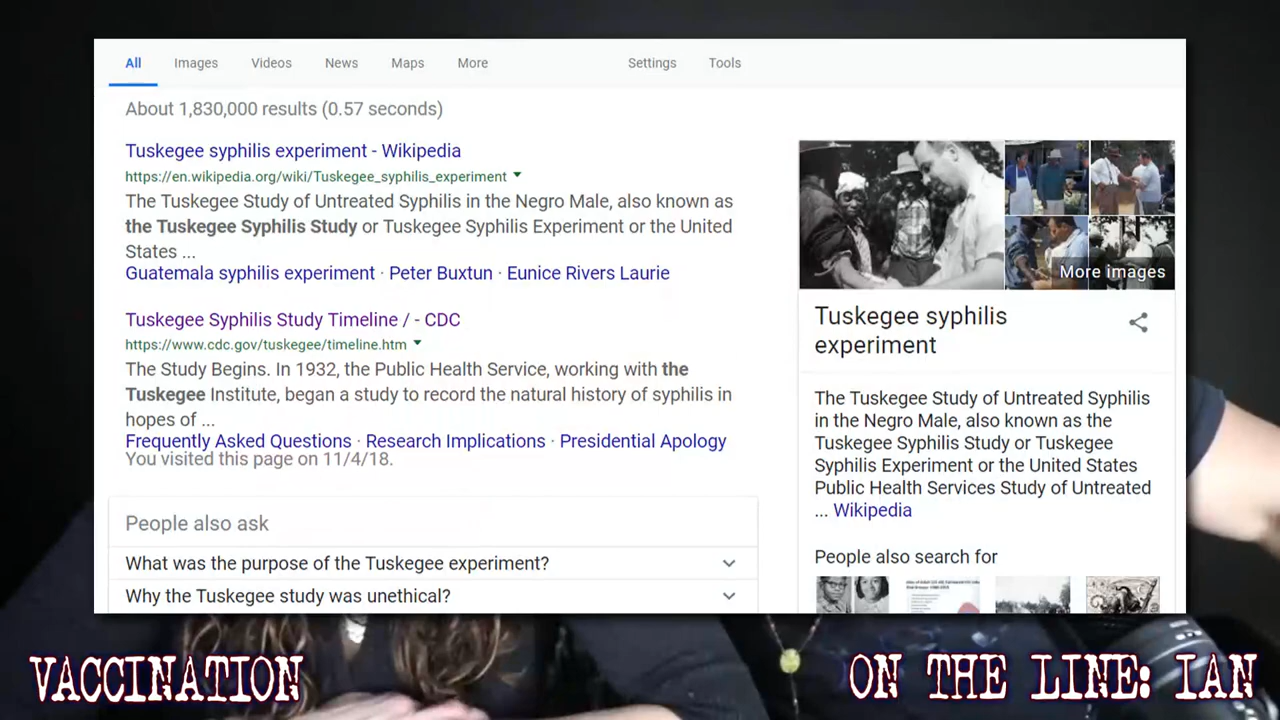 All Images Videos News Maps More Settings Tools
About 1,830,000 results (0.57 seconds)
Tuskegee syphilis experiment - Wikipedia
https://en.wikipedia.org/wiki/Tuskegee_syphilis_experiment
The Tuskegee Study of Untreated Syphilis in the Negro Male, also known as
the Tuskegee Syphilis Study or Tuskegee Syphilis Experiment or the United
States ...
Guatemala syphilis experiment · Peter Buxtun · Eunice Rivers Laurie
Tuskegee Syphilis Study Timeline / - CDC
https://www.cdc.gov/tuskegee/timeline.htm
The Study Begins. In 1932, the Public Health Service, working with the
Tuskegee Institute, began a study to record the natural history of syphilis in
hopes of ...
Frequently Asked Questions · Research Implications · Presidential Apology
You visited this page on 11/4/18.
People also ask
What was the purpose of the Tuskegee experiment?
Why the Tuskegee study was unethical?
More images
Tuskegee syphilis
experiment
The Tuskegee Study of Untreated Syphilis
in the Negro Male, also known as the
Tuskegee Syphilis Study or Tuskegee
Syphilis Experiment or the United States
Public Health Services Study of Untreated
... Wikipedia
People also search for
VACCINATION
ON THE LINE: IAN